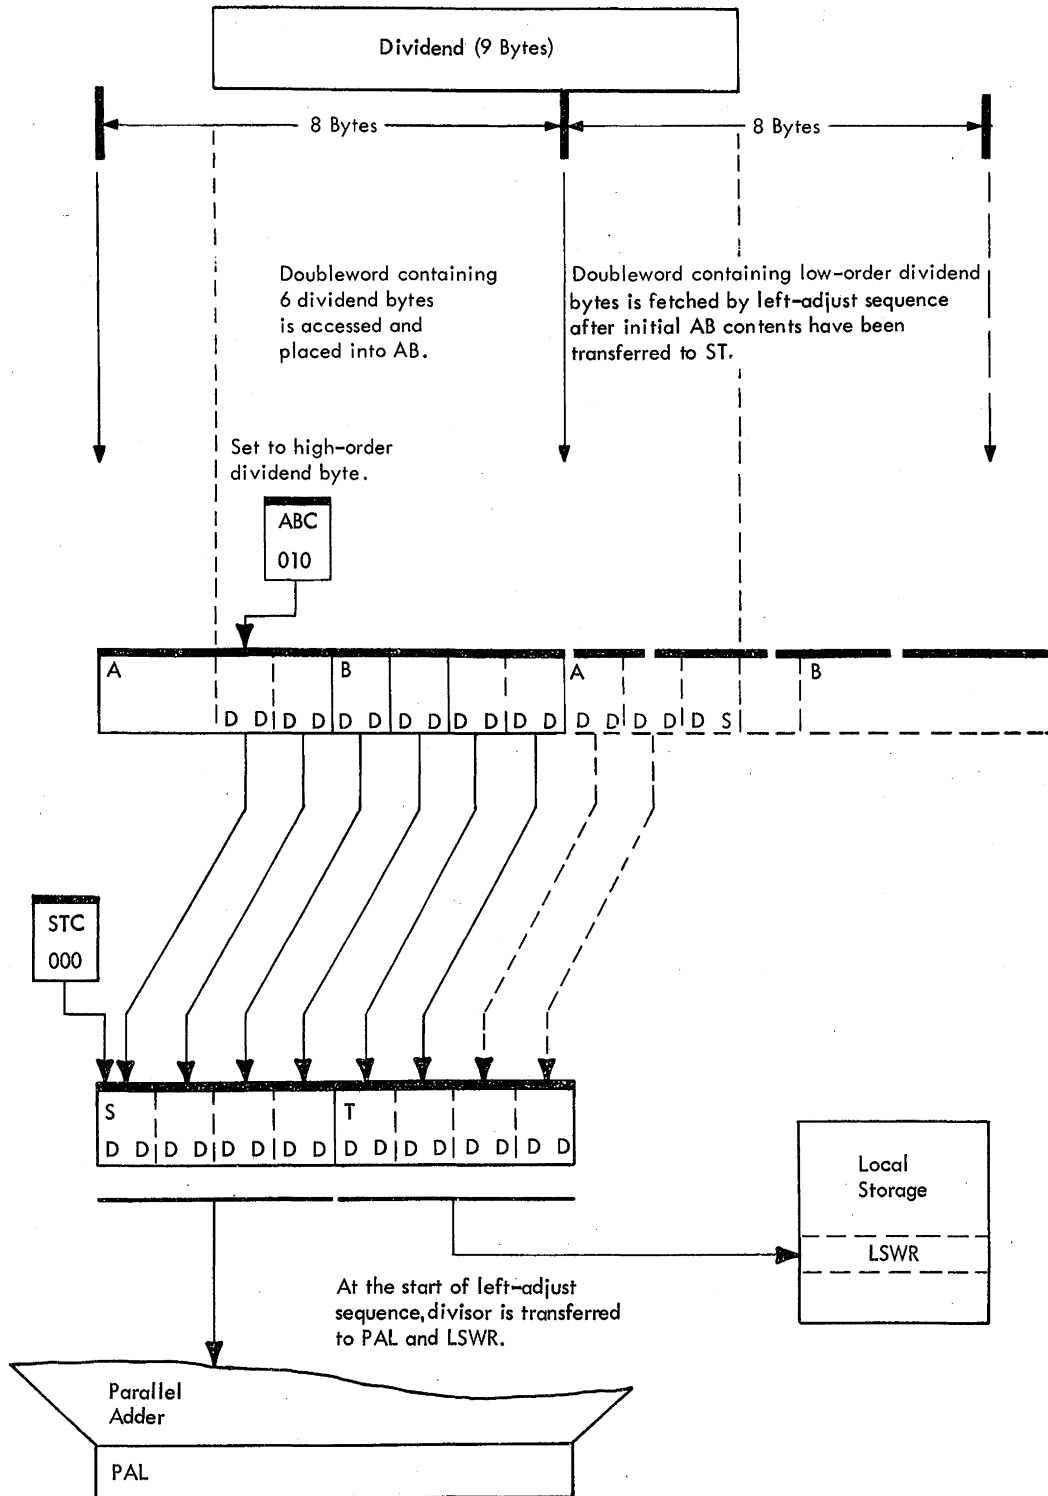 Dividend (9 Bytes)
8 Bytes
8 Bytes
Doubleword containing
6 dividend bytes
is accessed and
placed into AB.
Doubleword containing low-order dividend
bytes is fetched by left-adjust sequence
after initial AB contents have been
transferred to ST.
Set to high-order
dividend byte.
ABC
010
A B A B
D D D D D D D D D D D D D D D D D S
STC
000
S T
D D D D D D D D D D D D D D D D
Local
Storage
LSWR
At the start of left-adjust
sequence, divisor is transferred
to PAL and LSWR.
Parallel
Adder
PAL